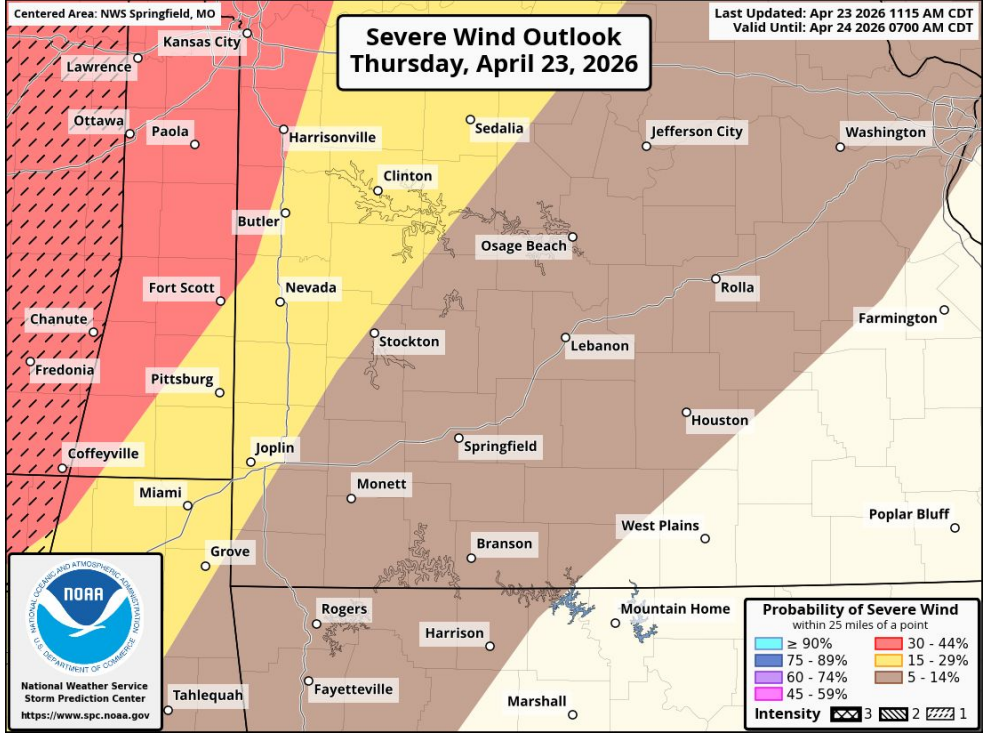 Centered Area: NWS Springfield, MO
Severe Wind Outlook
Thursday, April 23, 2026
Last Updated: Apr 23 2026 1115 AM CDT
Valid Until: Apr 24 2026 0700 AM CDT
Kansas City
Lawrence
Ottawa
Paola
Harrisonville
Sedalia
Jefferson City
Washington
Clinton
Butler
Osage Beach
Fort Scott
Nevada
Rolla
Chanute
Farmington
Stockton
Lebanon
Fredonia
Pittsburg
Houston
Coffeyville
Joplin
Springfield
Miami
Monett
Poplar Bluff
West Plains
Grove
Branson
Rogers
Mountain Home
Harrison
Tahlequah
Fayetteville
Marshall
NATIONAL OCEANIC AND ATMOSPHERIC ADMINISTRATION
NOAA
U.S. DEPARTMENT OF COMMERCE
National Weather Service
Storm Prediction Center
https://www.spc.noaa.gov
Probability of Severe Wind
within 25 miles of a point
≥ 90%
30 - 44%
75 - 89%
15 - 29%
60 - 74%
5 - 14%
45 - 59%
Intensity 3 2 1